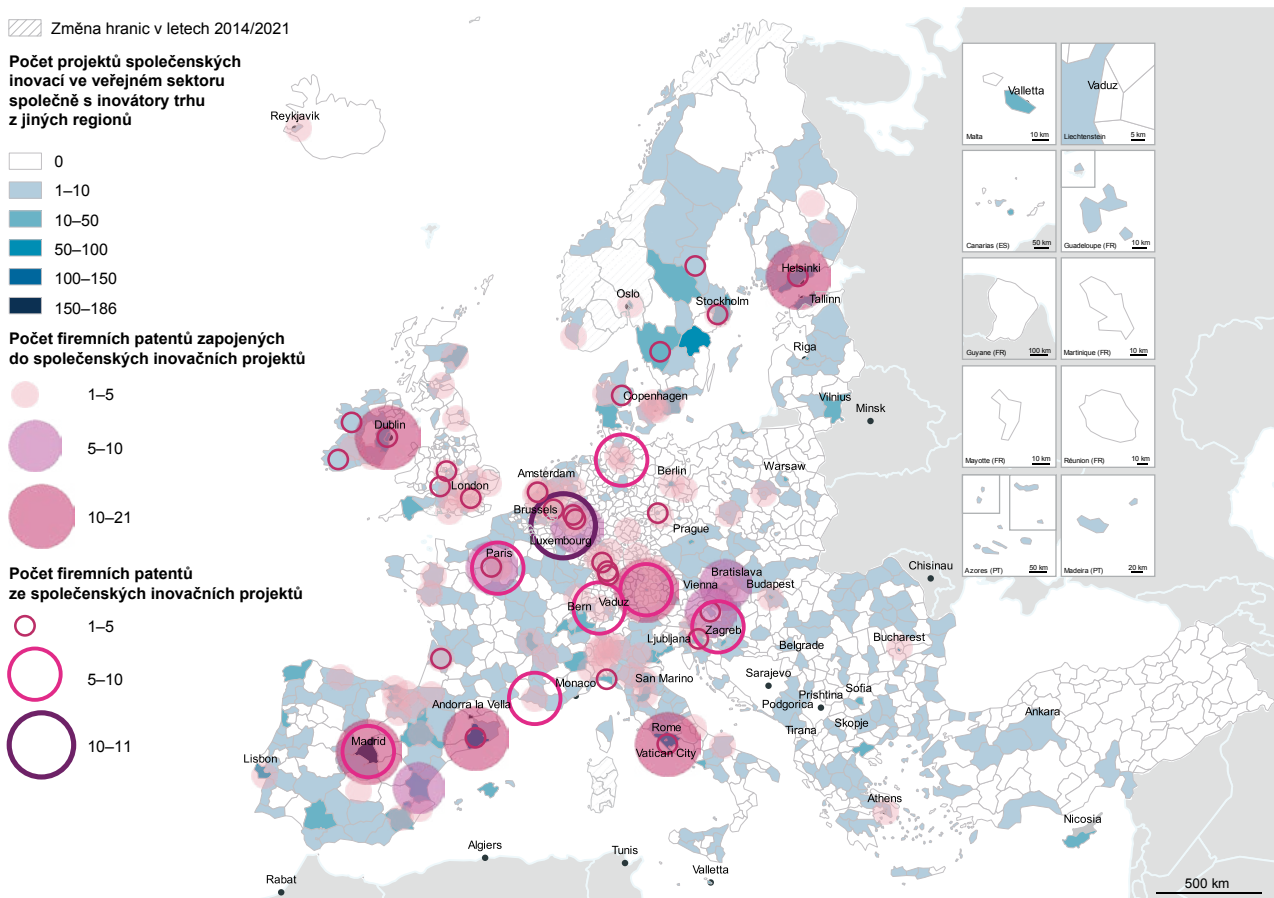 Změna hranic v letech 2014/2021
Počet projektů společenských
inovací ve veřejném sektoru
společně s inovátory trhu
z jiných regionů
0
1–10
10–50
50–100
100–150
150–186
Počet firemních patentů zapojených
do společenských inovačních projektů
1–5
5–10
10–21
Počet firemních patentů
ze společenských inovačních projektů
1–5
5–10
10–11
Reykjavik
Oslo
Stockholm
Helsinki
Tallinn
Riga
Copenhagen
Vilnius
Minsk
Dublin
London
Amsterdam
Berlin
Warsaw
Brussels
Luxembourg
Prague
Paris
Bratislava
Vienna
Budapest
Chisinau
Bern
Vaduz
Ljubljana
Zagreb
Belgrade
Bucharest
Monaco
San Marino
Sarajevo
Prishtina
Sofia
Podgorica
Skopje
Tirana
Andorra la Vella
Rome
Vatican City
Madrid
Lisbon
Ankara
Athens
Nicosia
Algiers
Tunis
Valletta
Rabat
500 km
Valletta
Malta
10 km
Vaduz
Liechtenstein
5 km
Canarias (ES)
50 km
Guadeloupe (FR)
10 km
Guyane (FR)
100 km
Martinique (FR)
10 km
Mayotte (FR)
10 km
Réunion (FR)
10 km
Azores (PT)
50 km
Madeira (PT)
20 km